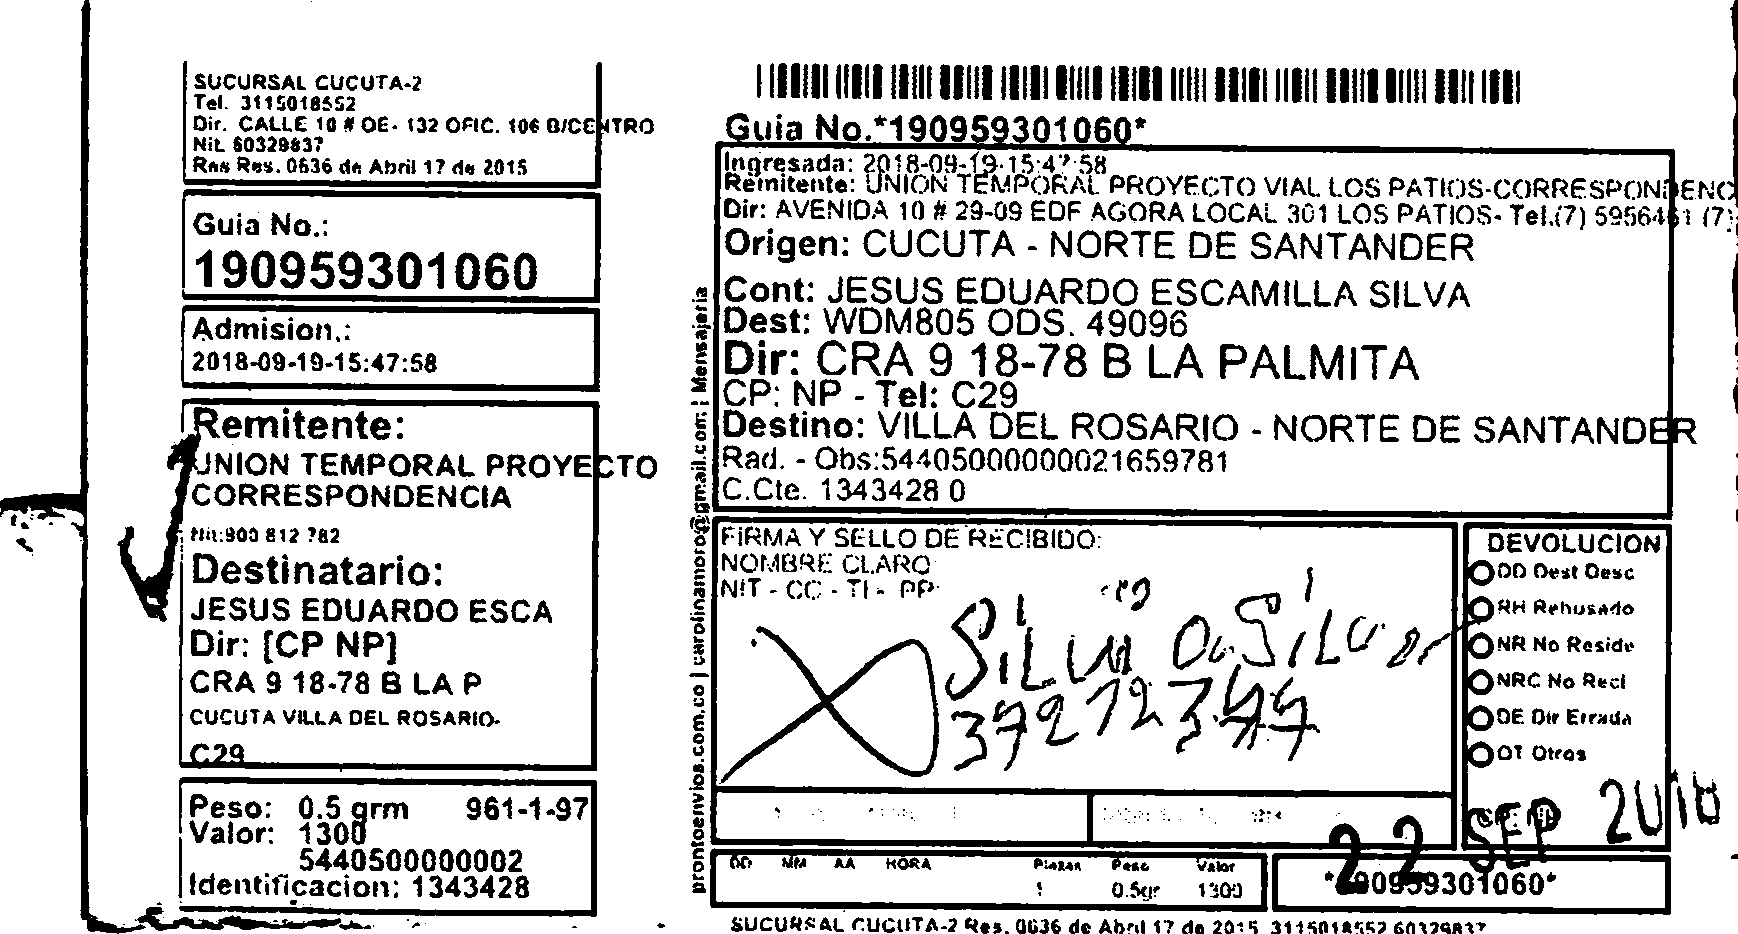 SUCURSAL CUCUTA-2
Tel. 3115018552
Dir. CALLE 10 # OE- 132 OFIC. 106 B/CENTRO
Nit. 60329837
Res Res. 0636 de Abril 17 de 2015
Guia No.:
190959301060
Admision.:
2018-09-19-15:47:58
Remitente:
UNION TEMPORAL PROYECTO
CORRESPONDENCIA
Nit:900 812 782
Destinatario:
JESUS EDUARDO ESCA
Dir: [CP NP]
CRA 9 18-78 B LA P
CUCUTA VILLA DEL ROSARIO-
C29
Peso: 0.5 grm 961-1-97
Valor: 1300
5440500000002
Identificacion: 1343428
prontoenvios.com.co | carolinamoro@gmail.com | Mensajeria
Guia No.*190959301060*
Ingresada: 2018-09-19-15:47:58
Remitente: UNION TEMPORAL PROYECTO VIAL LOS PATIOS-CORRESPONDENC
Dir: AVENIDA 10 # 29-09 EDF AGORA LOCAL 301 LOS PATIOS- Tel.(7) 5956461 (7)
Origen: CUCUTA - NORTE DE SANTANDER
Cont: JESUS EDUARDO ESCAMILLA SILVA
Dest: WDM805 ODS. 49096
Dir: CRA 9 18-78 B LA PALMITA
CP: NP - Tel: C29
Destino: VILLA DEL ROSARIO - NORTE DE SANTANDER
Rad. - Obs:544050000000021659781
C.Cte. 1343428 0
FIRMA Y SELLO DE RECIBIDO:
NOMBRE CLARO
NIT - CC - TI - PP:
DEVOLUCION
DD Dest Desc
RH Rehusado
NR No Reside
NRC No Recl
DE Dir Errada
OT Otros
22 SEP 2018
DD MM AA HORA Piezas Peso Valor
1 0.5gr 1300
*190959301060*
SUCURSAL CUCUTA-2 Res. 0636 de Abril 17 de 2015 3115018552 60329837